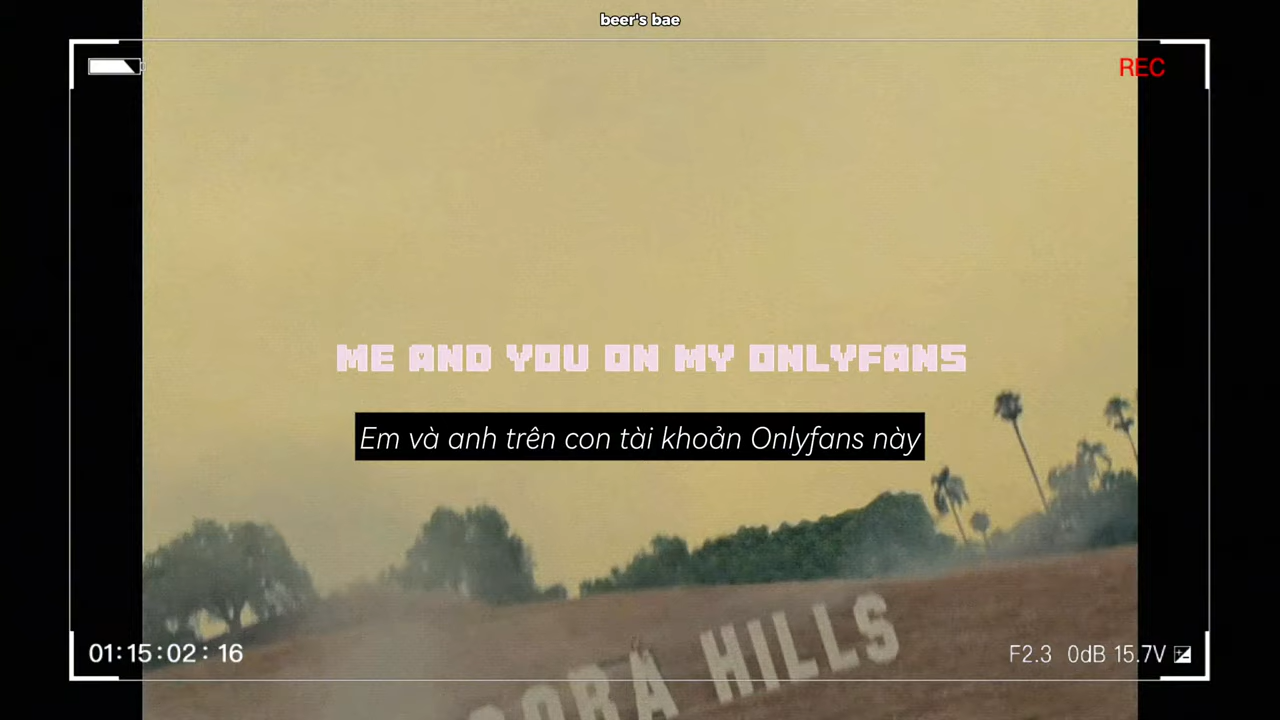 beer's bae
REC
ME AND YOU ON MY ONLYFANS
Em và anh trên con tài khoản Onlyfans này
HILLS
01:15:02:16
F2.3 0dB 15.7V